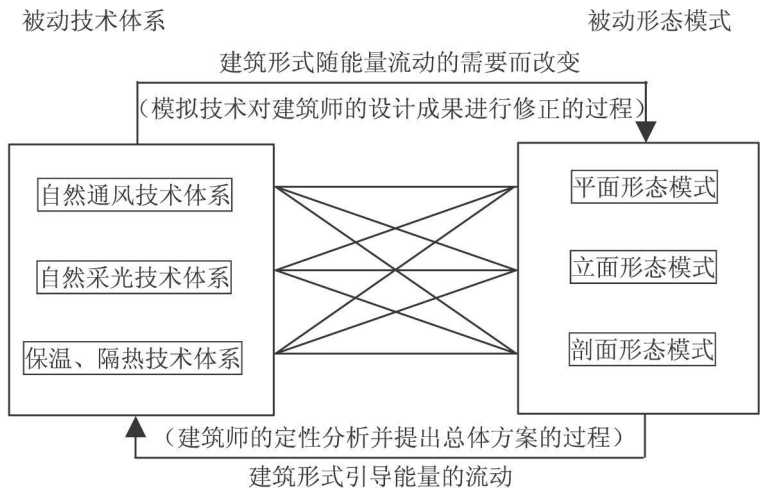 被动技术体系
被动形态模式
建筑形式随能量流动的需要而改变
（模拟技术对建筑师的设计成果进行修正的过程）
自然通风技术体系
平面形态模式
自然采光技术体系
立面形态模式
保温、隔热技术体系
剖面形态模式
（建筑师的定性分析并提出总体方案的过程）
建筑形式引导能量的流动